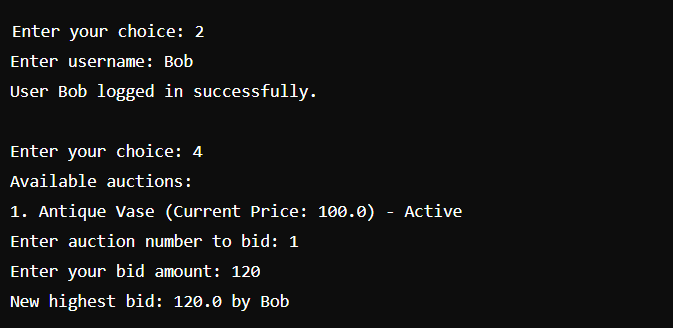 Enter your choice: 2
Enter username: Bob
User Bob logged in successfully.
Enter your choice: 4
Available auctions:
1. Antique Vase (Current Price: 100.0) - Active
Enter auction number to bid: 1
Enter your bid amount: 120
New highest bid: 120.0 by Bob